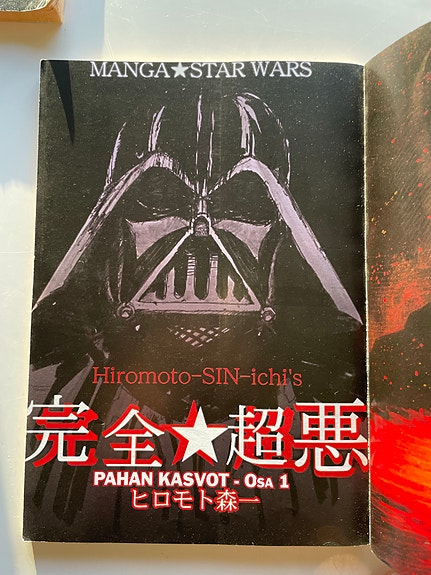 MANGA★STAR WARS
Hiromoto-SIN-ichi's
完全★超悪
PAHAN KASVOT - OSA 1
ヒロモト森一